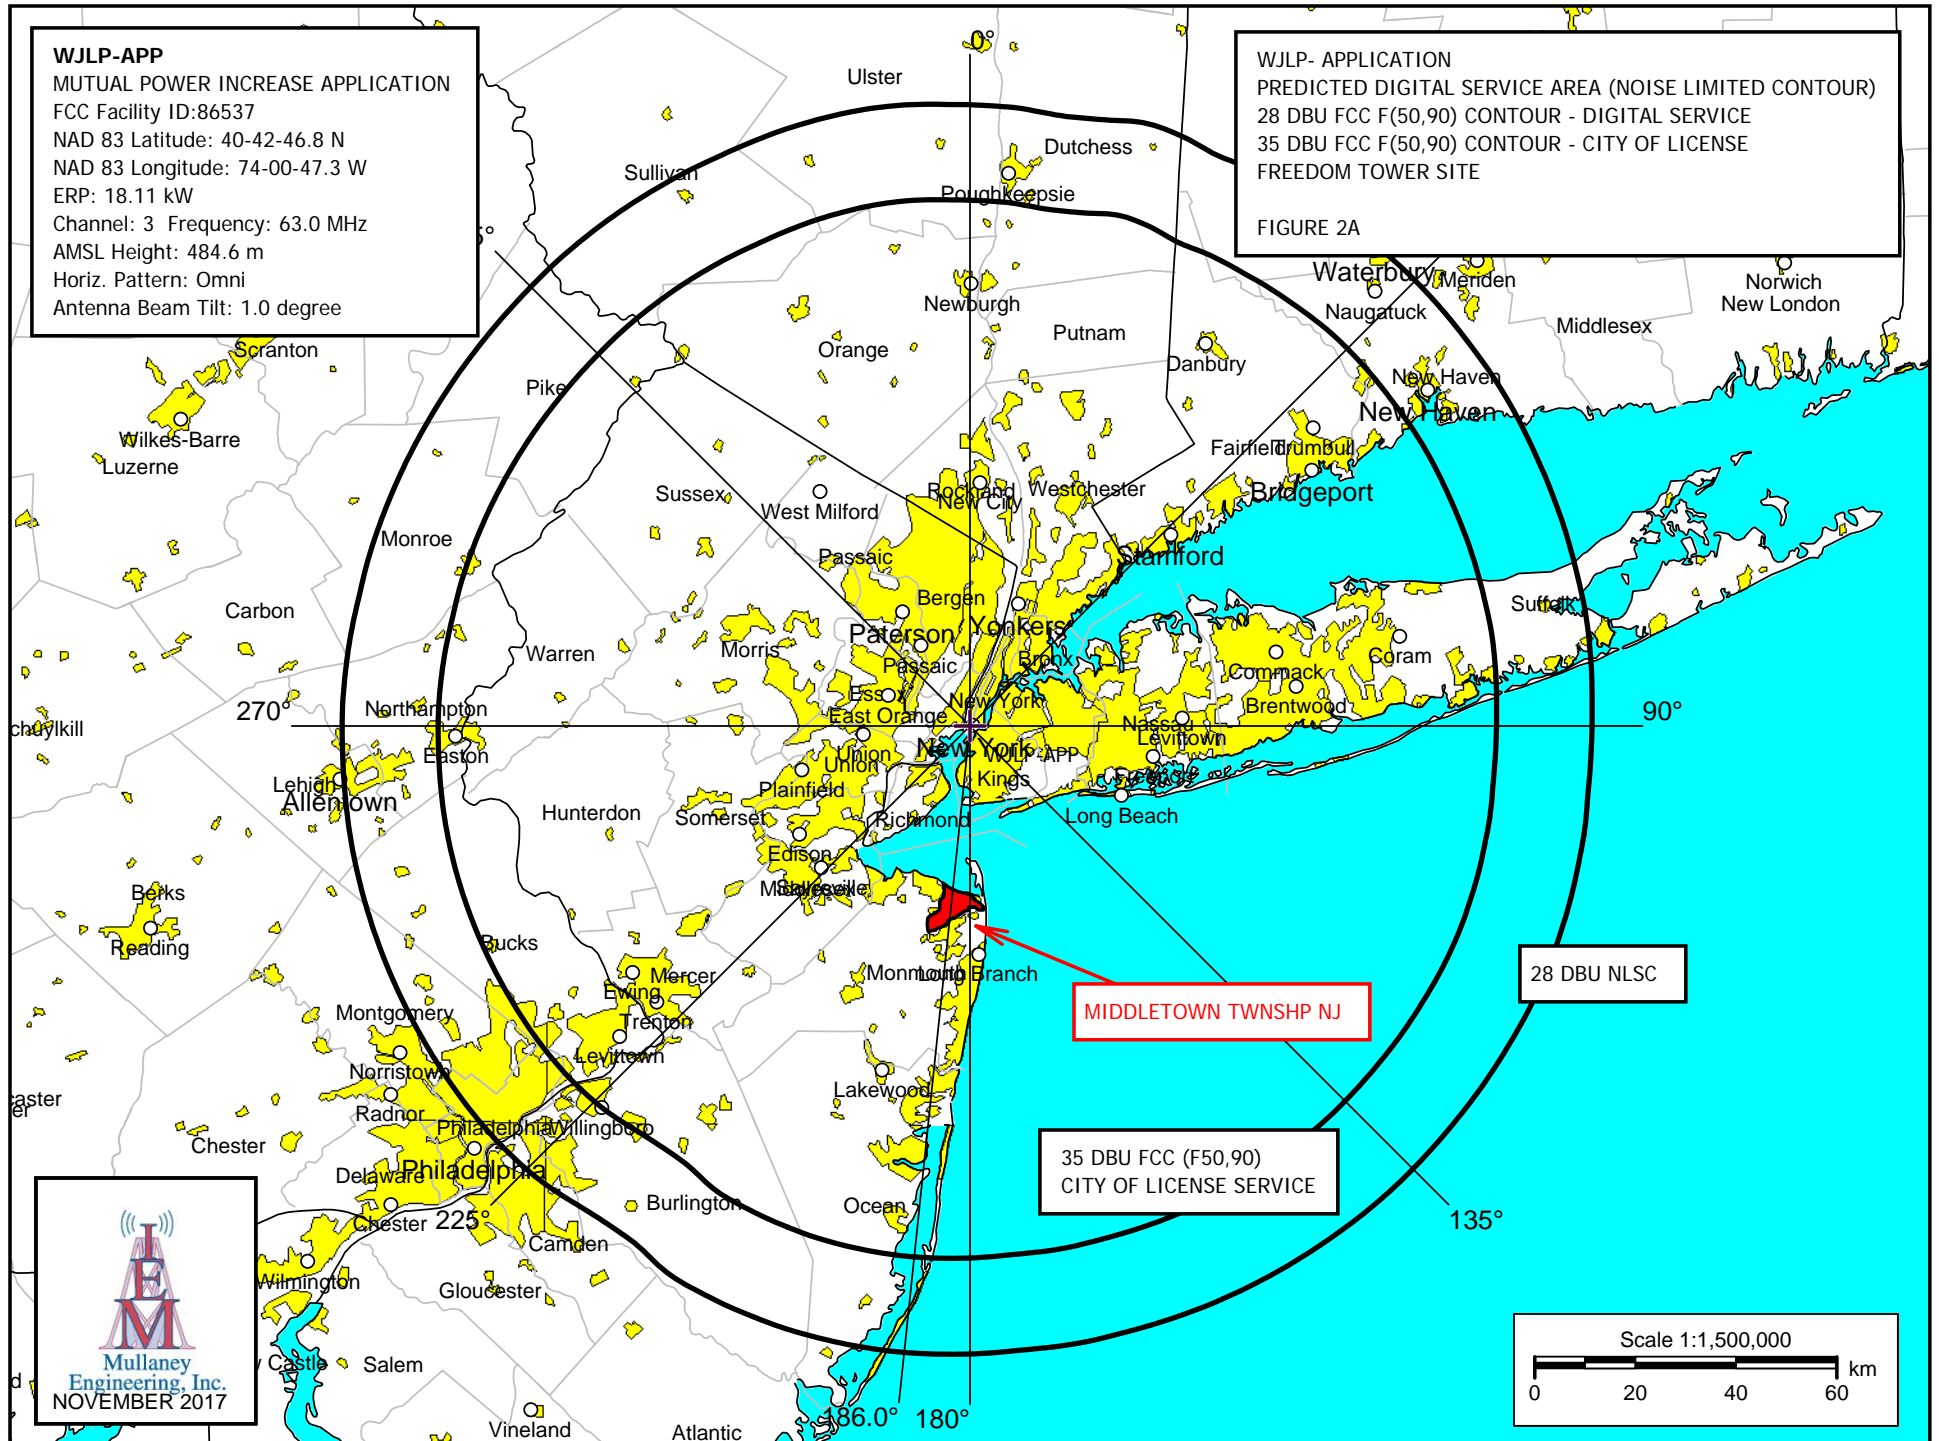 WJLP-APP
MUTUAL POWER INCREASE APPLICATION
FCC Facility ID:86537
NAD 83 Latitude: 40-42-46.8 N
NAD 83 Longitude: 74-00-47.3 W
ERP: 18.11 kW
Channel: 3 Frequency: 63.0 MHz
AMSL Height: 484.6 m
Horiz. Pattern: Omni
Antenna Beam Tilt: 1.0 degree
WJLP- APPLICATION
PREDICTED DIGITAL SERVICE AREA (NOISE LIMITED CONTOUR)
28 DBU FCC F(50,90) CONTOUR - DIGITAL SERVICE
35 DBU FCC F(50,90) CONTOUR - CITY OF LICENSE
FREEDOM TOWER SITE
FIGURE 2A
0°
Ulster
Dutchess
Sullivan
Poughkeepsie
5°
Waterbury
Meriden
Norwich
New London
Naugatuck
Newburgh
Middlesex
Putnam
Orange
Danbury
Scranton
Pike
New Haven
New Haven
Wilkes-Barre
Luzerne
Fairfield
Trumbull
Bridgeport
Sussex
West Milford
Rockland
New City
Westchester
Monroe
Passaic
Stamford
Carbon
Bergen
Suffolk
Paterson
Yonkers
Morris
Warren
Passaic
Bronx
Commack
Coram
Essex
New York
Brentwood
270°
Northampton
East Orange
Nassau
90°
chuylkill
Easton
New York
Levittown
WJLP-APP
Union
Union
Kings
Freeport
Lehigh
Allentown
Plainfield
Hunterdon
Somerset
Richmond
Long Beach
Edison
Middlesex
Sayreville
Berks
Reading
Bucks
Mercer
Monmouth
Long Branch
28 DBU NLSC
Ewing
MIDDLETOWN TWNSHP NJ
Montgomery
Trenton
Levittown
Norristown
Lakewood
caster
er
Radnor
Philadelphia
Willingboro
Chester
35 DBU FCC (F50,90)
CITY OF LICENSE SERVICE
Delaware
Philadelphia
Burlington
Ocean
Chester
225°
135°
Camden
Wilmington
Gloucester
IEM
Mullaney
Engineering, Inc.
NOVEMBER 2017
w Castle
Salem
d
Scale 1:1,500,000
km
0 20 40 60
186.0°
180°
Vineland
Atlantic